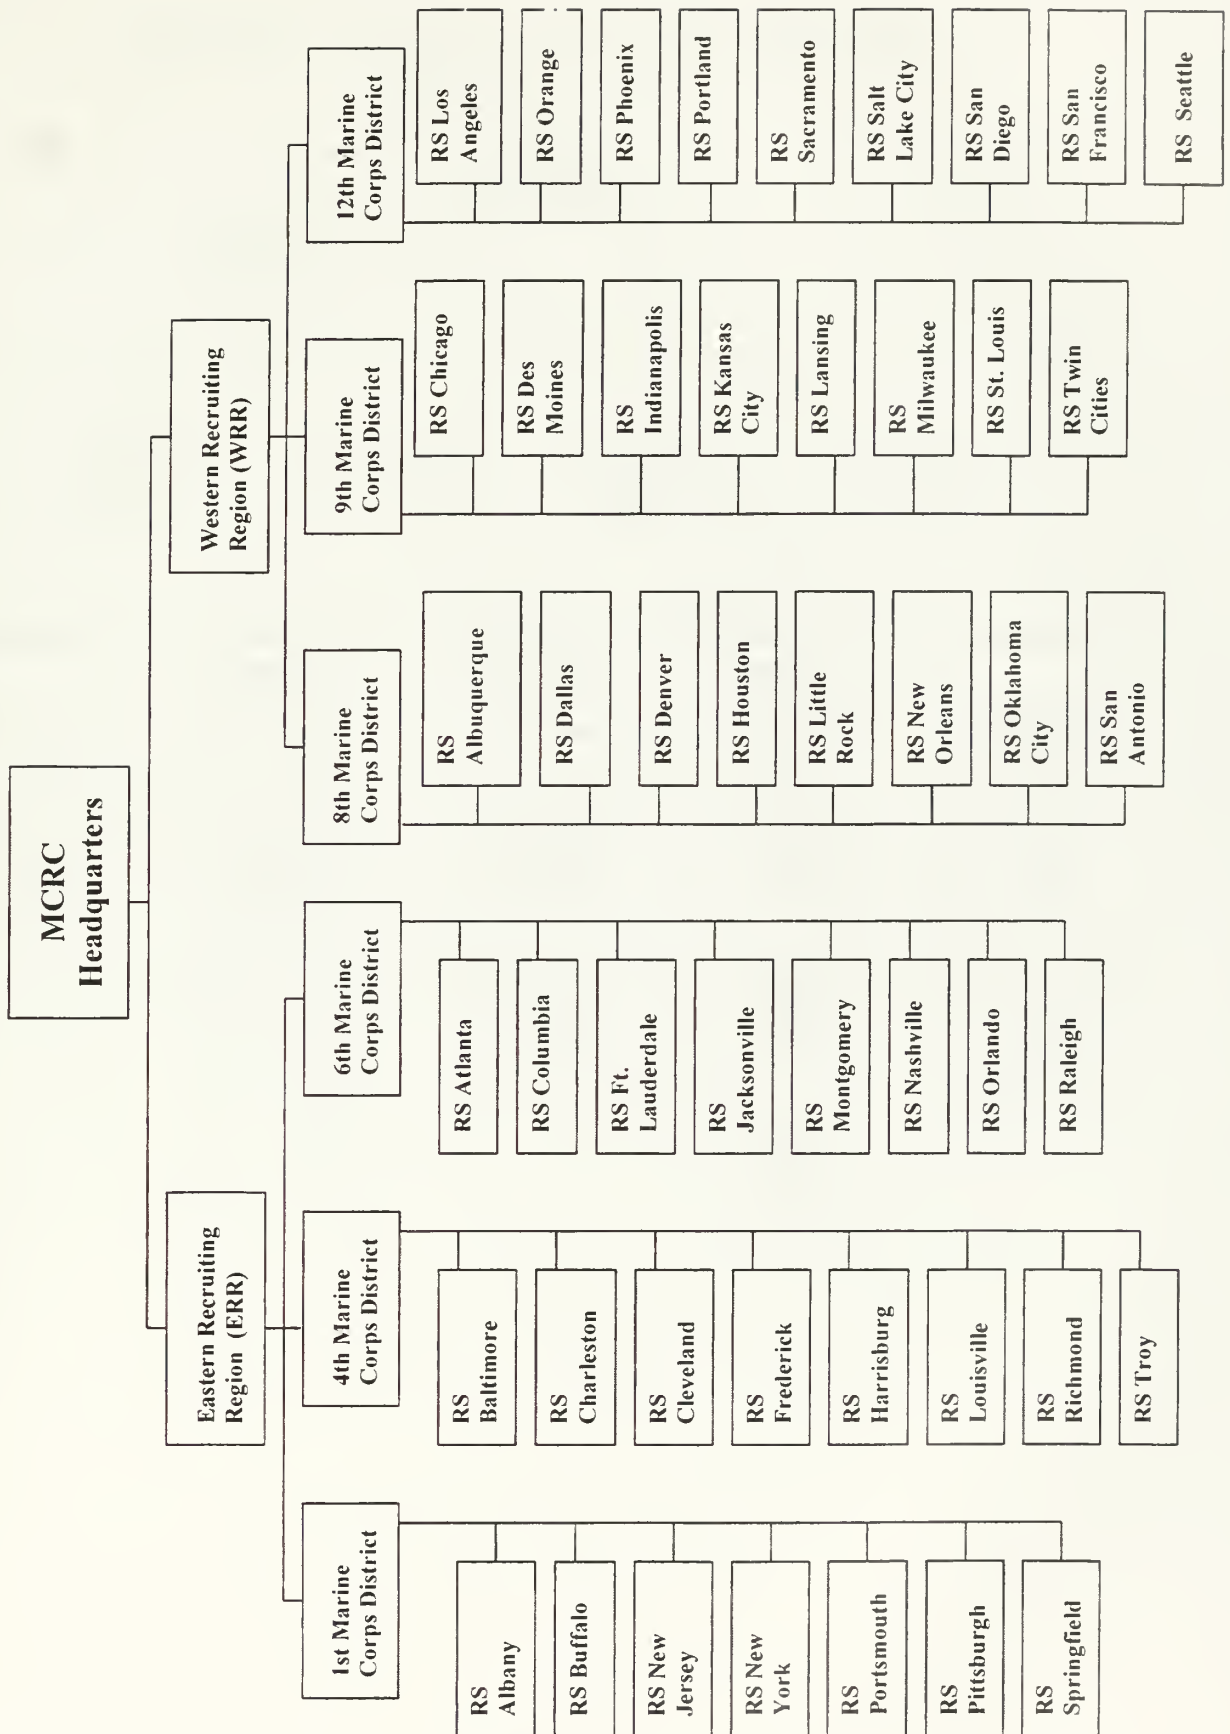 MCRC
Headquarters
Eastern Recruiting
Region (ERR)
Western Recruiting
Region (WRR)
1st Marine
Corps District
4th Marine
Corps District
6th Marine
Corps District
8th Marine
Corps District
9th Marine
Corps District
12th Marine
Corps District
RS
Albany
RS Buffalo
RS New
Jersey
RS New
York
RS
Portsmouth
RS
Pittsburgh
RS
Springfield
RS
Baltimore
RS
Charleston
RS
Cleveland
RS
Frederick
RS
Harrisburg
RS
Louisville
RS
Richmond
RS Troy
RS Atlanta
RS Columbia
RS Ft.
Lauderdale
RS
Jacksonville
RS
Montgomery
RS Nashville
RS Orlando
RS Raleigh
RS
Albuquerque
RS Dallas
RS Denver
RS Houston
RS Little
Rock
RS New
Orleans
RS Oklahoma
City
RS San
Antonio
RS Chicago
RS Des
Moines
RS
Indianapolis
RS Kansas
City
RS Lansing
RS
Milwaukee
RS St. Louis
RS Twin
Cities
RS Los
Angeles
RS Orange
RS Phoenix
RS Portland
RS
Sacramento
RS Salt
Lake City
RS San
Diego
RS San
Francisco
RS Seattle